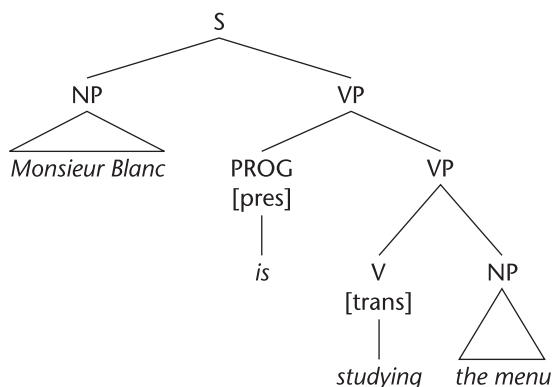 S
NP VP
Monsieur Blanc PROG VP
[pres]
is V NP
[trans]
studying the menu